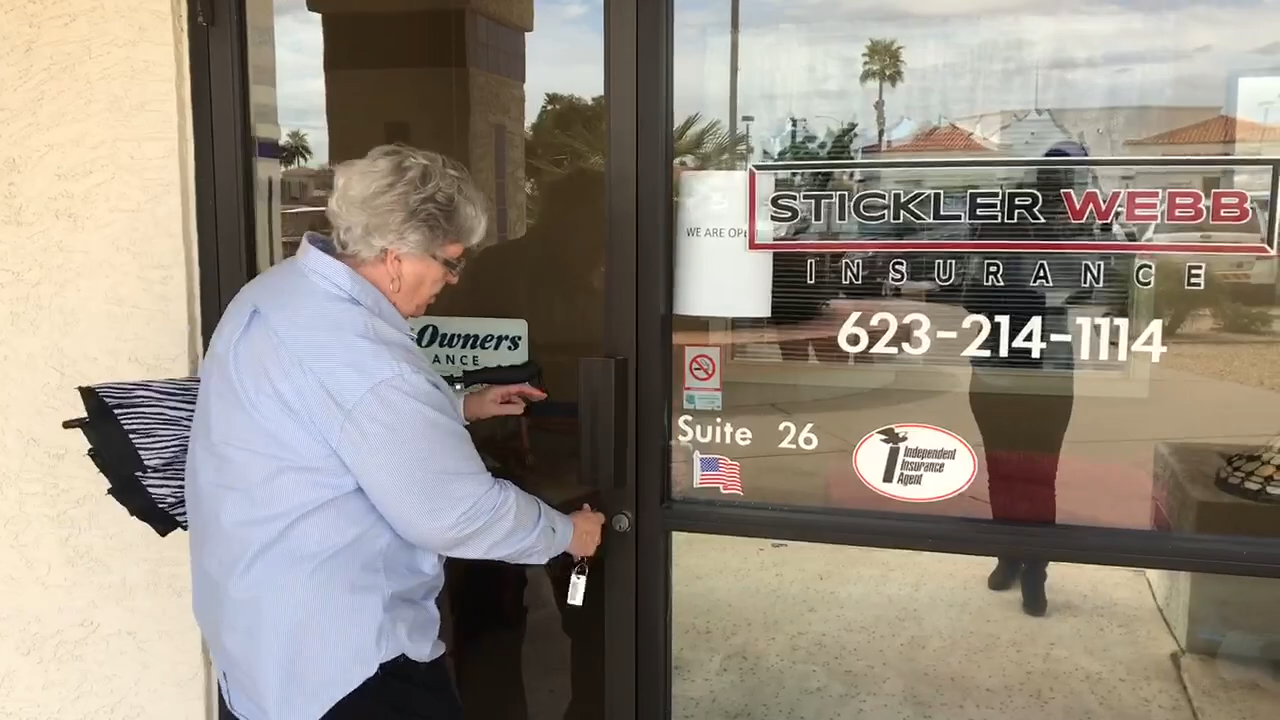 WE ARE OPE
STICKLER WEBB
INSURANCE
623-214-1114
Owners
ANCE
Suite 26
Independent
Insurance
Agent